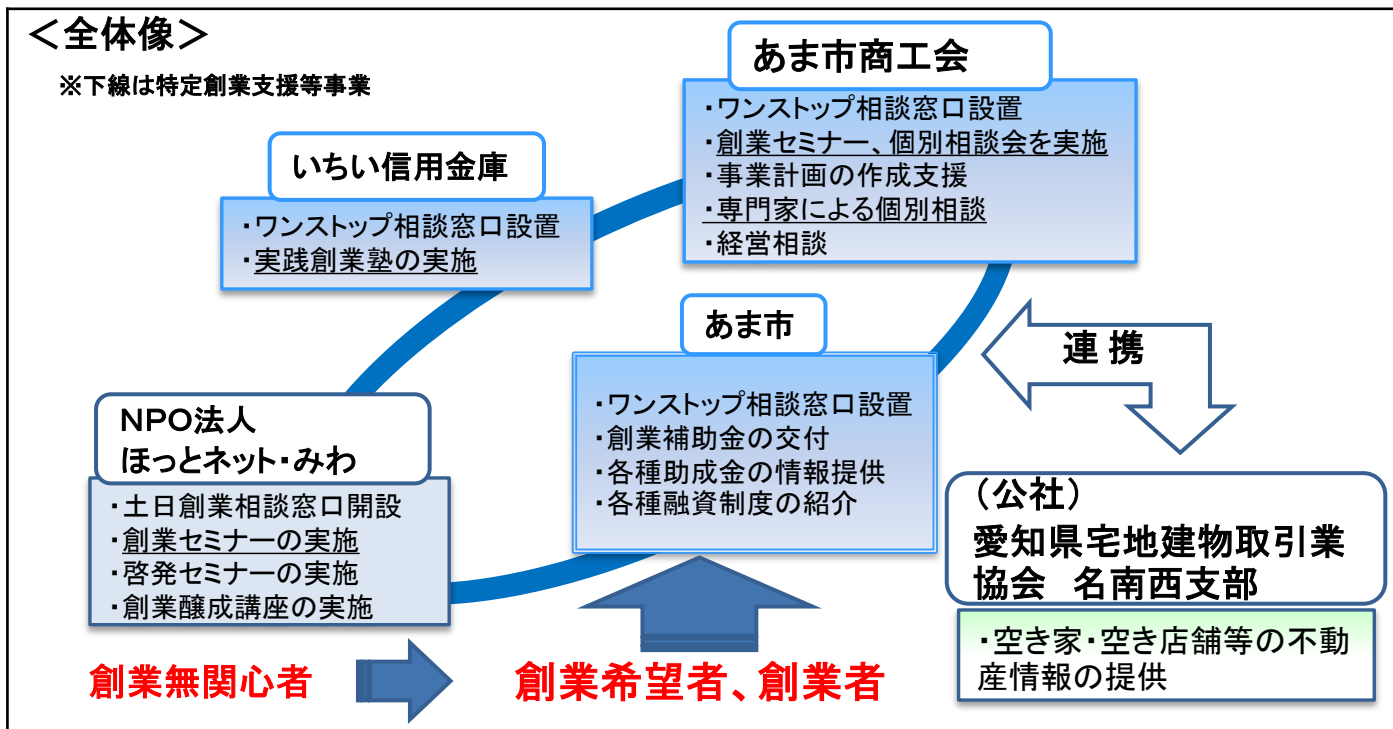 ＜全体像＞
※下線は特定創業支援等事業
あま市商工会
・ワンストップ相談窓口設置
・創業セミナー、個別相談会を実施
・事業計画の作成支援
・専門家による個別相談
・経営相談
いちい信用金庫
・ワンストップ相談窓口設置
・実践創業塾の実施
あま市
・ワンストップ相談窓口設置
・創業補助金の交付
・各種助成金の情報提供
・各種融資制度の紹介
連 携
NPO法人
ほっとネット・みわ
・土日創業相談窓口開設
・創業セミナーの実施
・啓発セミナーの実施
・創業醸成講座の実施
（公社）
愛知県宅地建物取引業
協会　名南西支部
・空き家・空き店舗等の不動
産情報の提供
創業無関心者
創業希望者、創業者